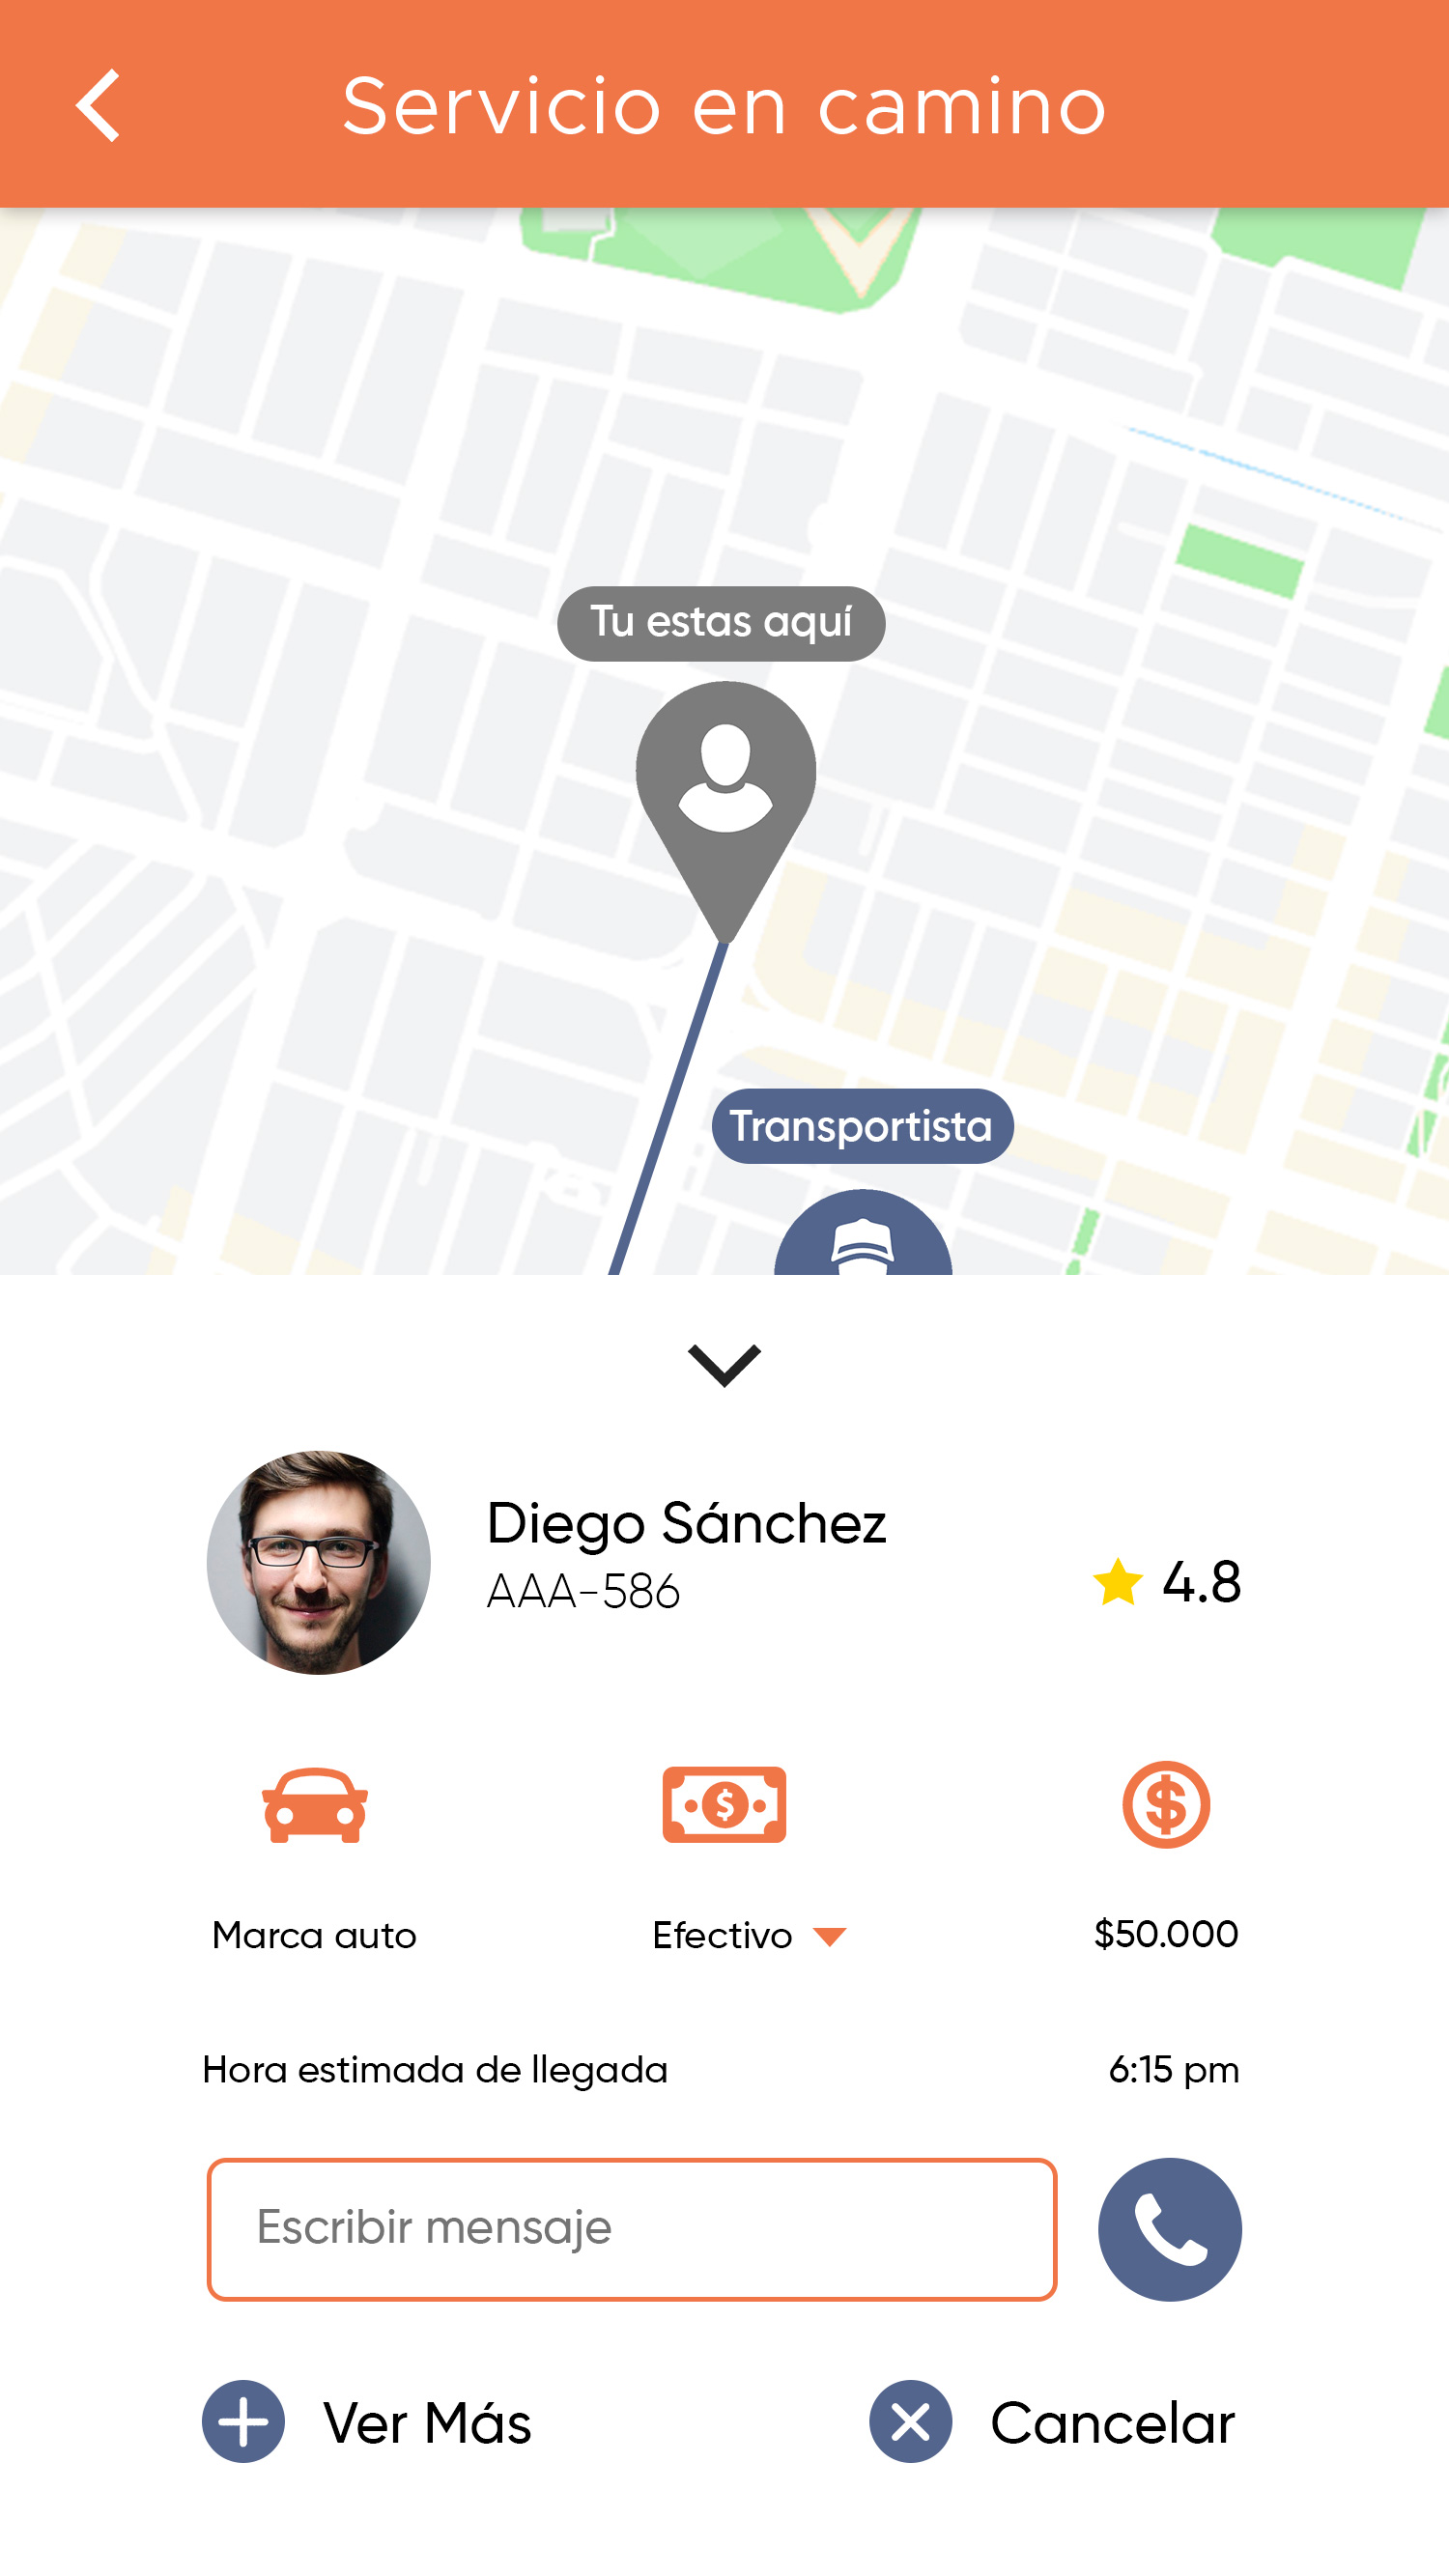 Servicio en camino
Tu estas aquí
Transportista
Diego Sánchez
AAA-586
4.8
Marca auto
Efectivo
$50.000
Hora estimada de llegada
6:15 pm
Escribir mensaje
Ver Más
Cancelar